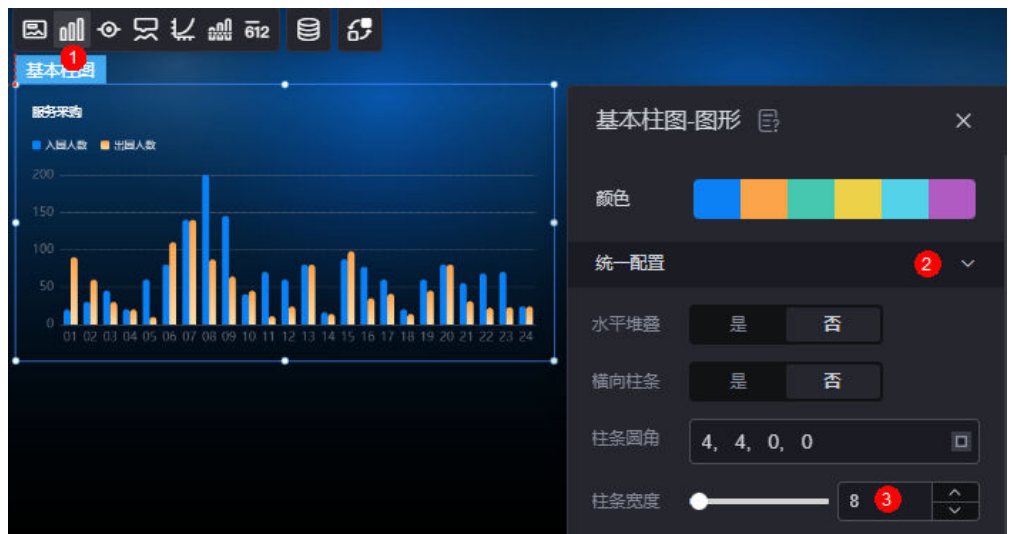 612
1
基本柱图
服务采购
入园人数 出园人数
200
150
100
50
0
01 02 03 04 05 06 07 08 09 10 11 12 13 14 15 16 17 18 19 20 21 22 23 24
基本柱图-图形
颜色
统一配置 2
水平堆叠 是 否
横向柱条 是 否
柱条圆角 4, 4, 0, 0
柱条宽度 8 3